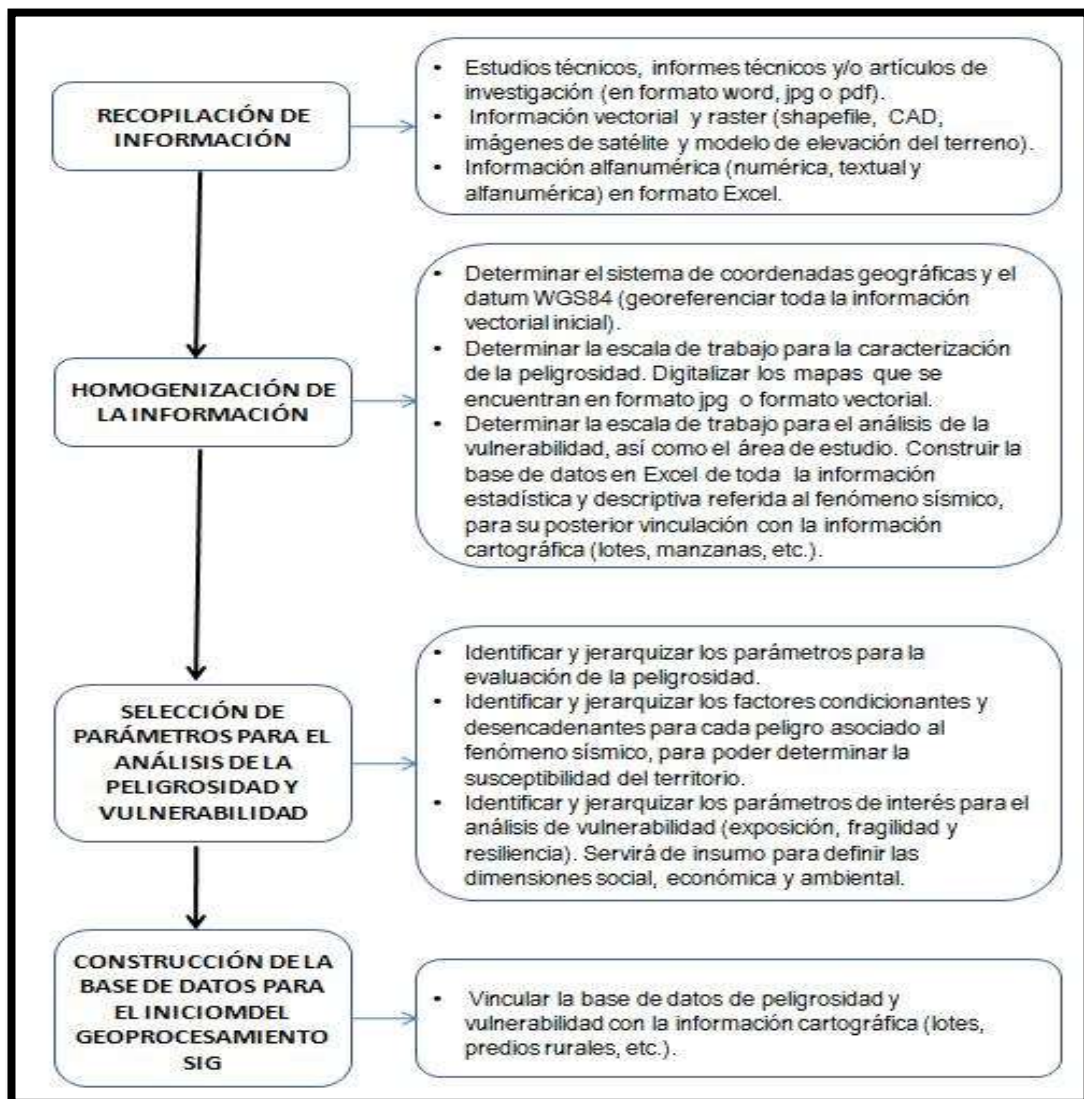 RECOPILACIÓN DE
INFORMACIÓN
• Estudios técnicos, informes técnicos y/o artículos de
investigación (en formato word, jpg o pdf).
• Información vectorial y raster (shapefile, CAD,
imágenes de satélite y modelo de elevación del terreno).
• Información alfanumérica (numérica, textual y
alfanumérica) en formato Excel.
HOMOGENIZACIÓN DE
LA INFORMACIÓN
• Determinar el sistema de coordenadas geográficas y el
datum WGS84 (georeferenciar toda la información
vectorial inicial).
• Determinar la escala de trabajo para la caracterización
de la peligrosidad. Digitalizar los mapas que se
encuentran en formato jpg o formato vectorial.
• Determinar la escala de trabajo para el análisis de la
vulnerabilidad, así como el área de estudio. Construir la
base de datos en Excel de toda la información
estadística y descriptiva referida al fenómeno sísmico,
para su posterior vinculación con la información
cartográfica (lotes, manzanas, etc.).
SELECCIÓN DE
PARÁMETROS PARA EL
ANÁLISIS DE LA
PELIGROSIDAD Y
VULNERABILIDAD
• Identificar y jerarquizar los parámetros para la
evaluación de la peligrosidad.
• Identificar y jerarquizar los factores condicionantes y
desencadenantes para cada peligro asociado al
fenómeno sísmico, para poder determinar la
susceptibilidad del territorio.
• Identificar y jerarquizar los parámetros de interés para el
análisis de vulnerabilidad (exposición, fragilidad y
resiliencia). Servirá de insumo para definir las
dimensiones social, económica y ambiental.
CONSTRUCCIÓN DE LA
BASE DE DATOS PARA
EL INICIOMDEL
GEOPROCESAMIENTO
SIG
• Vincular la base de datos de peligrosidad y
vulnerabilidad con la información cartográfica (lotes,
predios rurales, etc.).